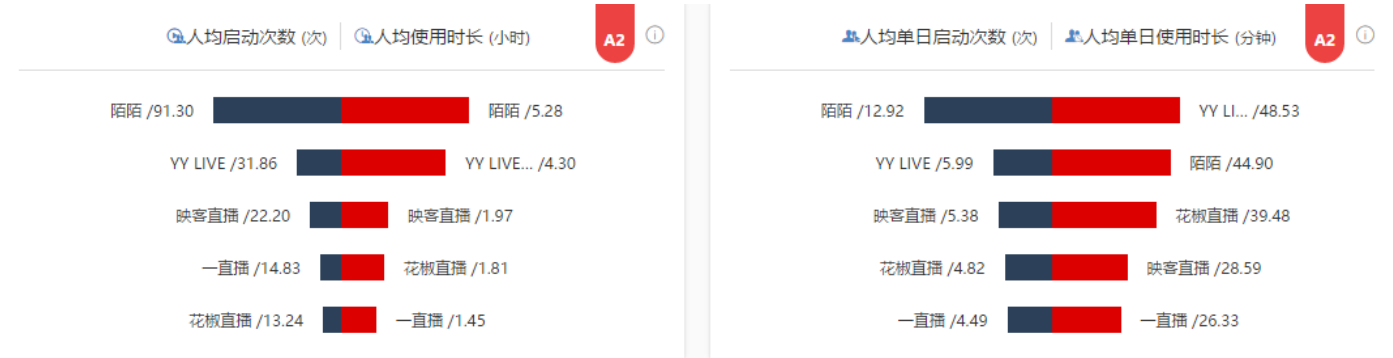 人均启动次数 (次) 人均使用时长 (小时) A2
陌陌 /91.30 陌陌 /5.28
YY LIVE /31.86 YY LIVE... /4.30
映客直播 /22.20 映客直播 /1.97
一直播 /14.83 花椒直播 /1.81
花椒直播 /13.24 一直播 /1.45
人均单日启动次数 (次) 人均单日使用时长 (分钟) A2
陌陌 /12.92 YY LI... /48.53
YY LIVE /5.99 陌陌 /44.90
映客直播 /5.38 花椒直播 /39.48
花椒直播 /4.82 映客直播 /28.59
一直播 /4.49 一直播 /26.33